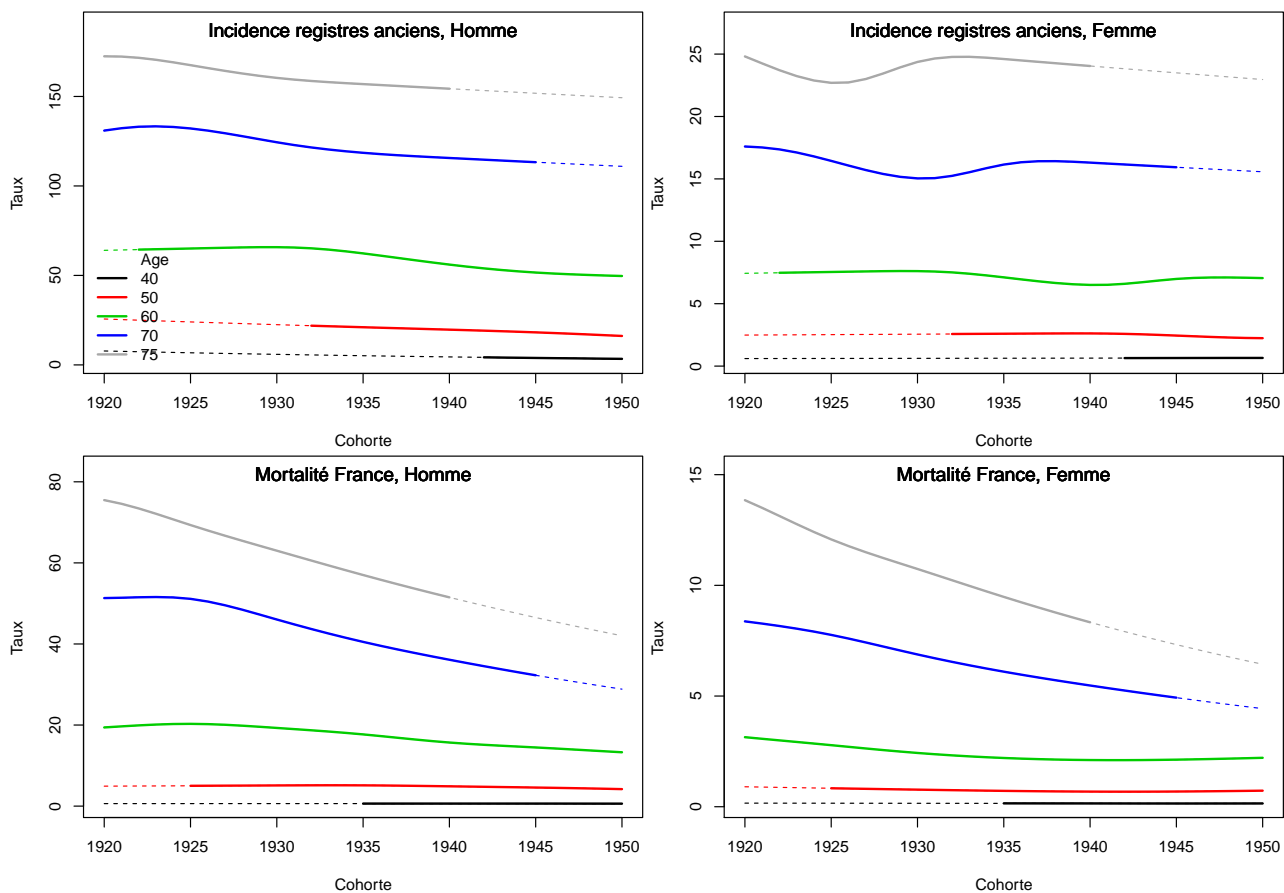 Incidence registres anciens, Homme
Taux
150
100
50
0
Age
40
50
60
70
75
1920 1925 1930 1935 1940 1945 1950
Cohorte
Incidence registres anciens, Femme
Taux
25
20
15
10
5
0
1920 1925 1930 1935 1940 1945 1950
Cohorte
Mortalité France, Homme
Taux
80
60
40
20
0
1920 1925 1930 1935 1940 1945 1950
Cohorte
Mortalité France, Femme
Taux
15
10
5
0
1920 1925 1930 1935 1940 1945 1950
Cohorte